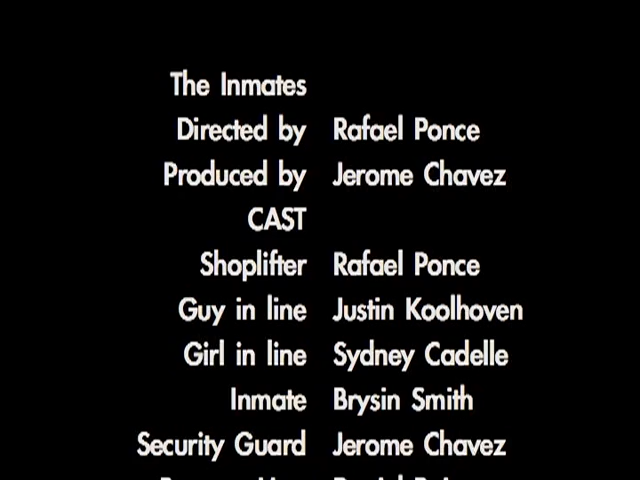 The Inmates
Directed by Rafael Ponce
Produced by Jerome Chavez
CAST
Shoplifter Rafael Ponce
Guy in line Justin Koolhoven
Girl in line Sydney Cadelle
Inmate Brysin Smith
Security Guard Jerome Chavez